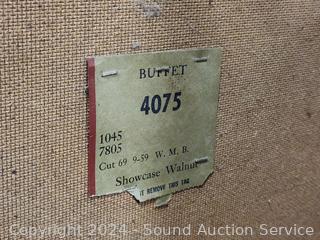 BUFFET
4075
1045
7805
Cut 69 9-59 W. M. B.
Showcase Walnut
IT REMOVE THIS TAG
Copyright © 2024 - Sound Auction Service